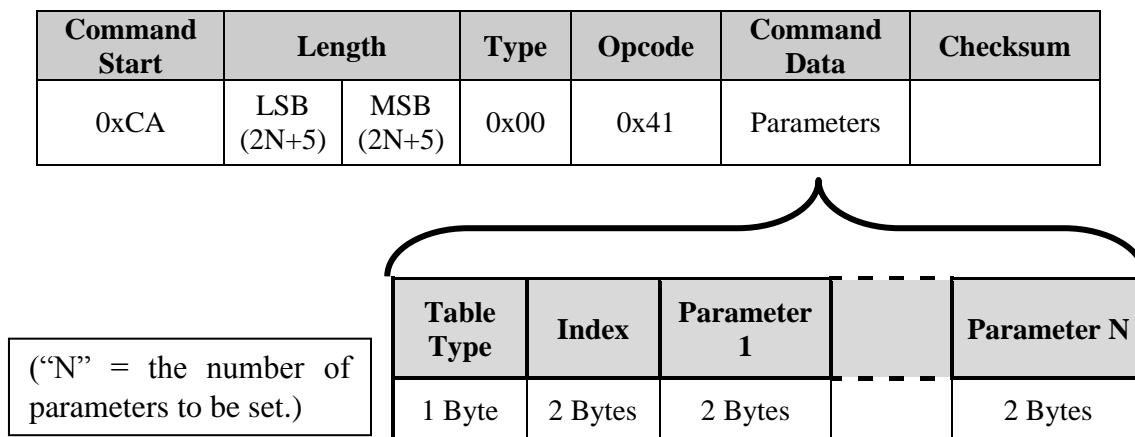 Command Start Length Type Opcode Command Data Checksum
0xCA LSB (2N+5) MSB (2N+5) 0x00 0x41 Parameters
Table Type Index Parameter 1 Parameter N
1 Byte 2 Bytes 2 Bytes 2 Bytes
(“N” = the number of
parameters to be set.)